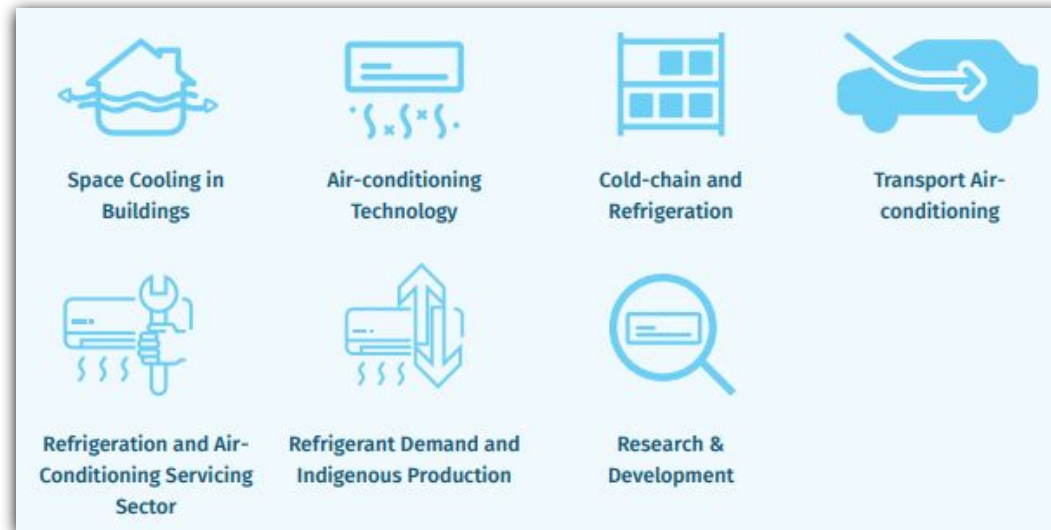 Space Cooling in
Buildings
Air-conditioning
Technology
Cold-chain and
Refrigeration
Transport Air-
conditioning
Refrigeration and Air-
Conditioning Servicing
Sector
Refrigerant Demand and
Indigenous Production
Research &
Development